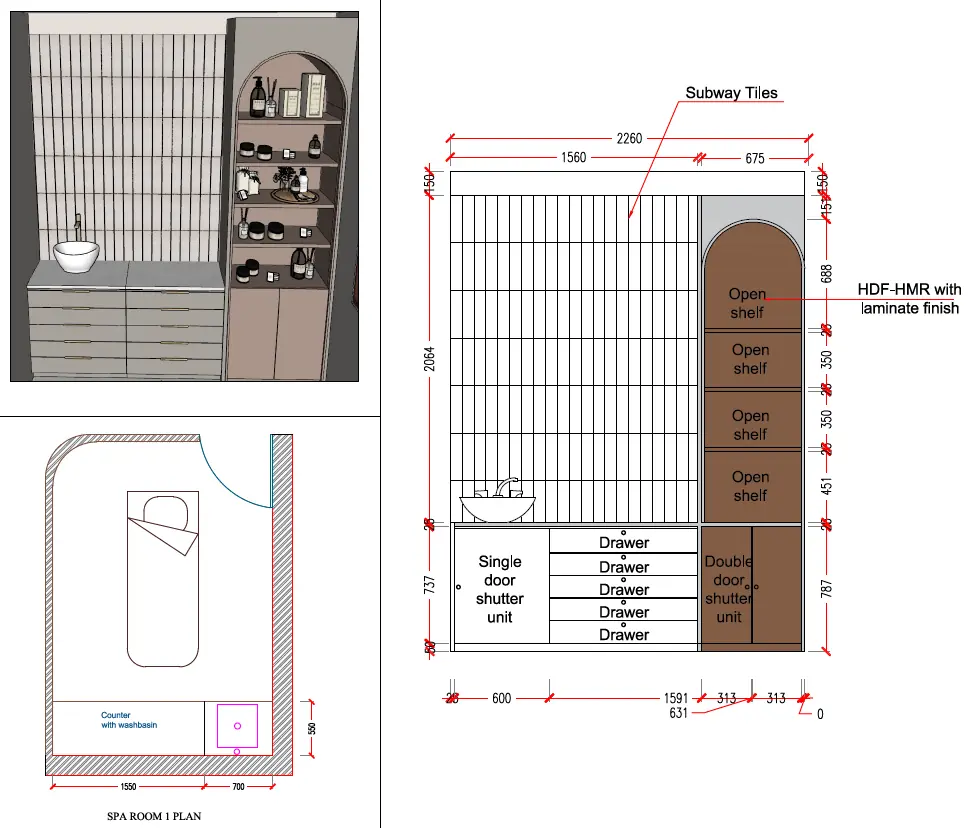 Subway Tiles
2260
1560
675
150
150
151
688
HDF-HMR with
laminate finish
Open
shelf
Open
shelf
350
2064
Open
shelf
350
Open
shelf
451
Drawer
Drawer
Drawer
Drawer
Drawer
Single
door
shutter
unit
Double
door
shutter
unit
737
787
600
1591
313
313
631
0
Counter
with washbasin
550
1550
700
SPA ROOM 1 PLAN